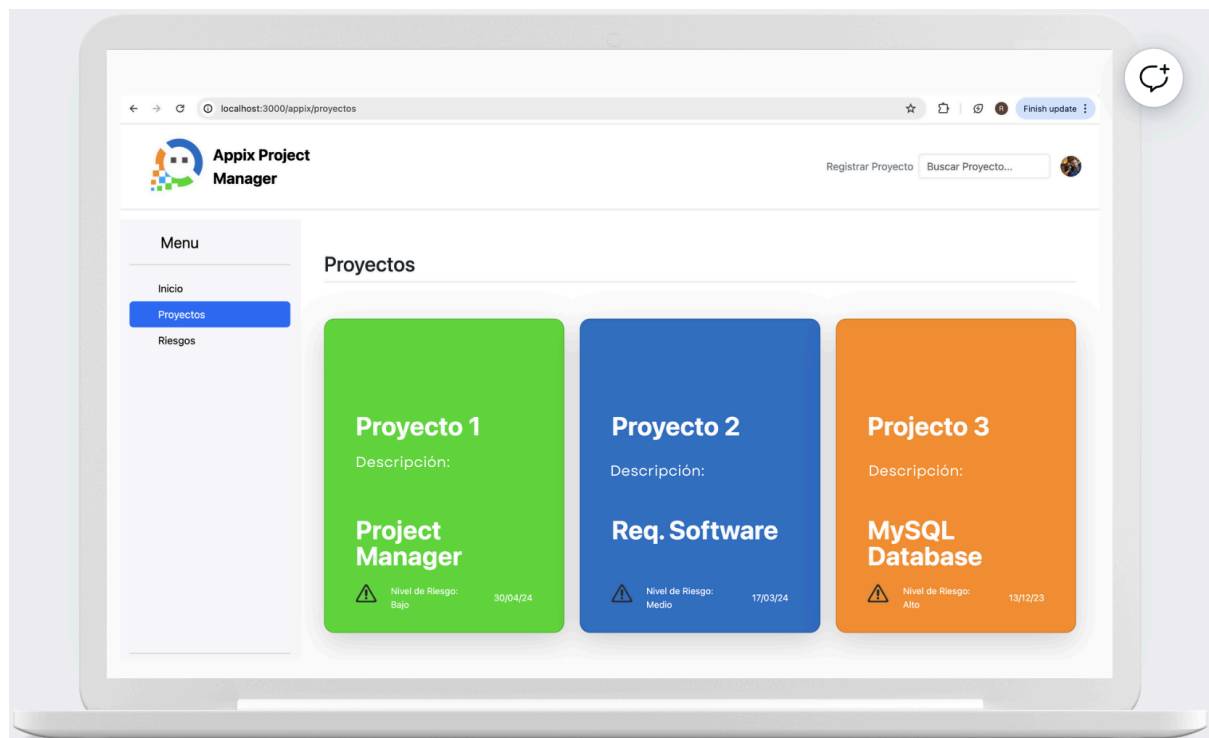 localhost:3000/appix/proyectos
R
Finish update
Appix Project
Manager
Registrar Proyecto
Buscar Proyecto...
Menu
Inicio
Proyectos
Riesgos
Proyectos
Proyecto 1
Descripción:
Project
Manager
Nivel de Riesgo:
Bajo
30/04/24
Proyecto 2
Descripción:
Req. Software
Nivel de Riesgo:
Medio
17/03/24
Projecto 3
Descripción:
MySQL
Database
Nivel de Riesgo:
Alto
13/12/23